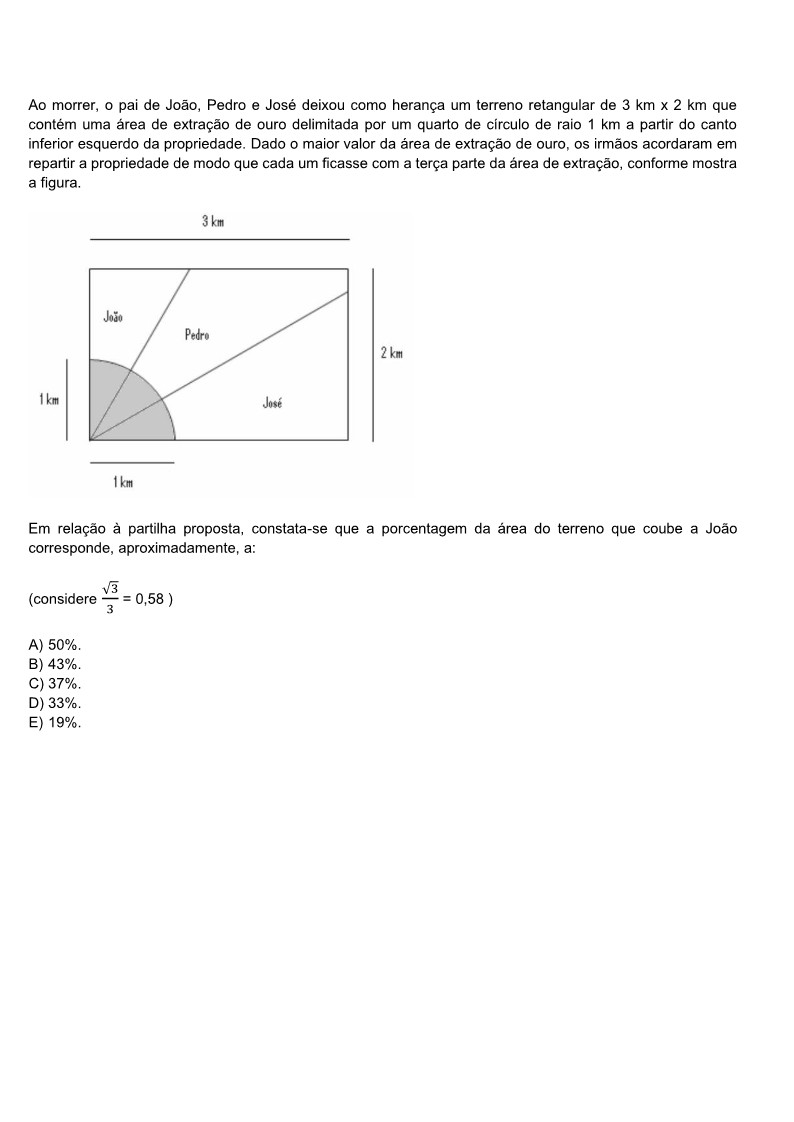 Ao morrer, o pai de João, Pedro e José deixou como herança um terreno retangular de 3 km x 2 km que
contém uma área de extração de ouro delimitada por um quarto de círculo de raio 1 km a partir do canto
inferior esquerdo da propriedade. Dado o maior valor da área de extração de ouro, os irmãos acordaram em
repartir a propriedade de modo que cada um ficasse com a terça parte da área de extração, conforme mostra
a figura.
3 km
João
Pedro
2 km
1 km
José
1 km
Em relação à partilha proposta, constata-se que a porcentagem da área do terreno que coube a João
corresponde, aproximadamente, a:
(considere √3/3 = 0,58 )
A) 50%.
B) 43%.
C) 37%.
D) 33%.
E) 19%.